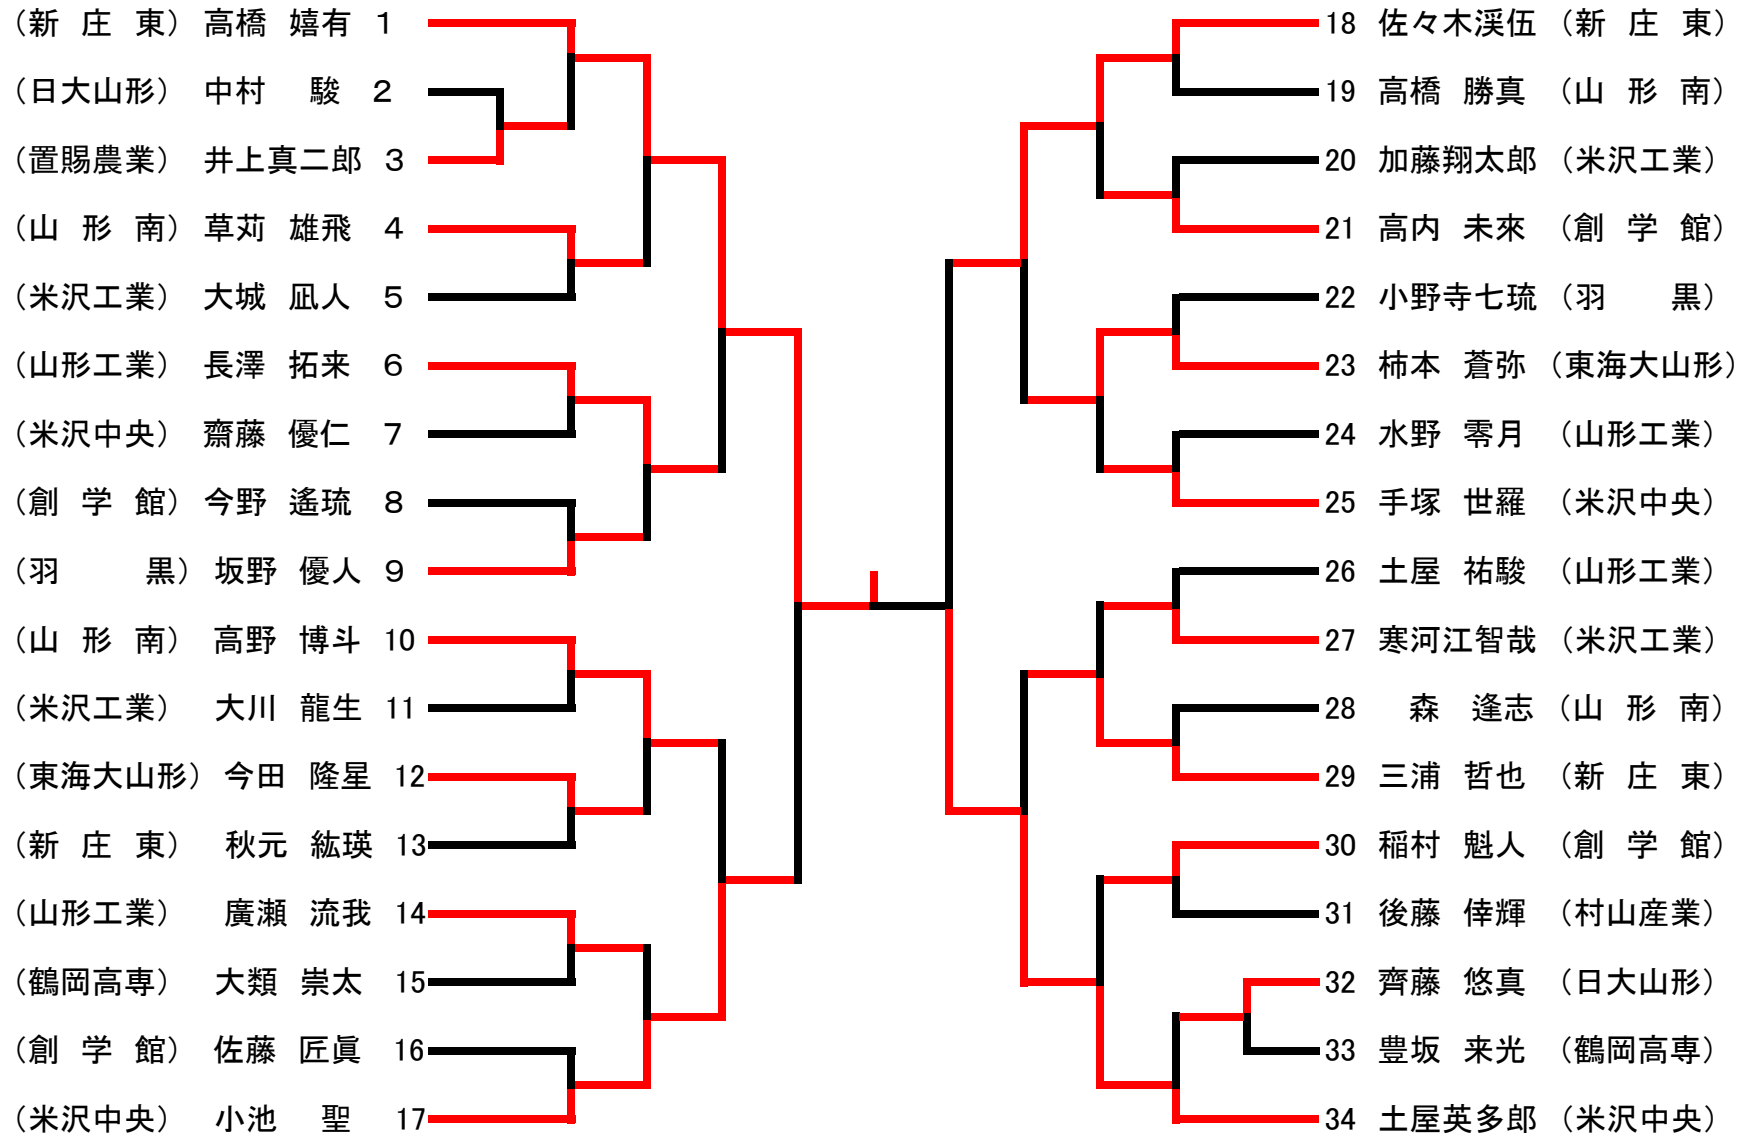 （新 庄 東）高橋 嬉有 1
（日大山形） 中村 駿 2
（置賜農業） 井上真二郎 3
（山 形 南）草苅 雄飛 4
（米沢工業） 大城 凪人 5
（山形工業） 長澤 拓来 6
（米沢中央） 齋藤 優仁 7
（創 学 館）今野 遙琉 8
（羽 黒）坂野 優人 9
（山 形 南） 高野 博斗 10
（米沢工業） 大川 龍生 11
（東海大山形）今田 隆星 12
（新 庄 東） 秋元 紘瑛 13
（山形工業） 廣瀬 流我 14
（鶴岡高専） 大類 崇太 15
（創 学 館） 佐藤 匠眞 16
（米沢中央） 小池 聖 17
18 佐々木渓伍（新 庄 東）
19 高橋 勝真 （山 形 南）
20 加藤翔太郎（米沢工業）
21 高内 未來 （創 学 館）
22 小野寺七琉（羽 黒）
23 柿本 蒼弥（東海大山形）
24 水野 零月 （山形工業）
25 手塚 世羅 （米沢中央）
26 土屋 祐駿 （山形工業）
27 寒河江智哉（米沢工業）
28 森 逢志（山 形 南）
29 三浦 哲也 （新 庄 東）
30 稲村 魁人 （創 学 館）
31 後藤 倖輝 （村山産業）
32 齊藤 悠真 （日大山形）
33 豊坂 来光 （鶴岡高専）
34 土屋英多郎（米沢中央）